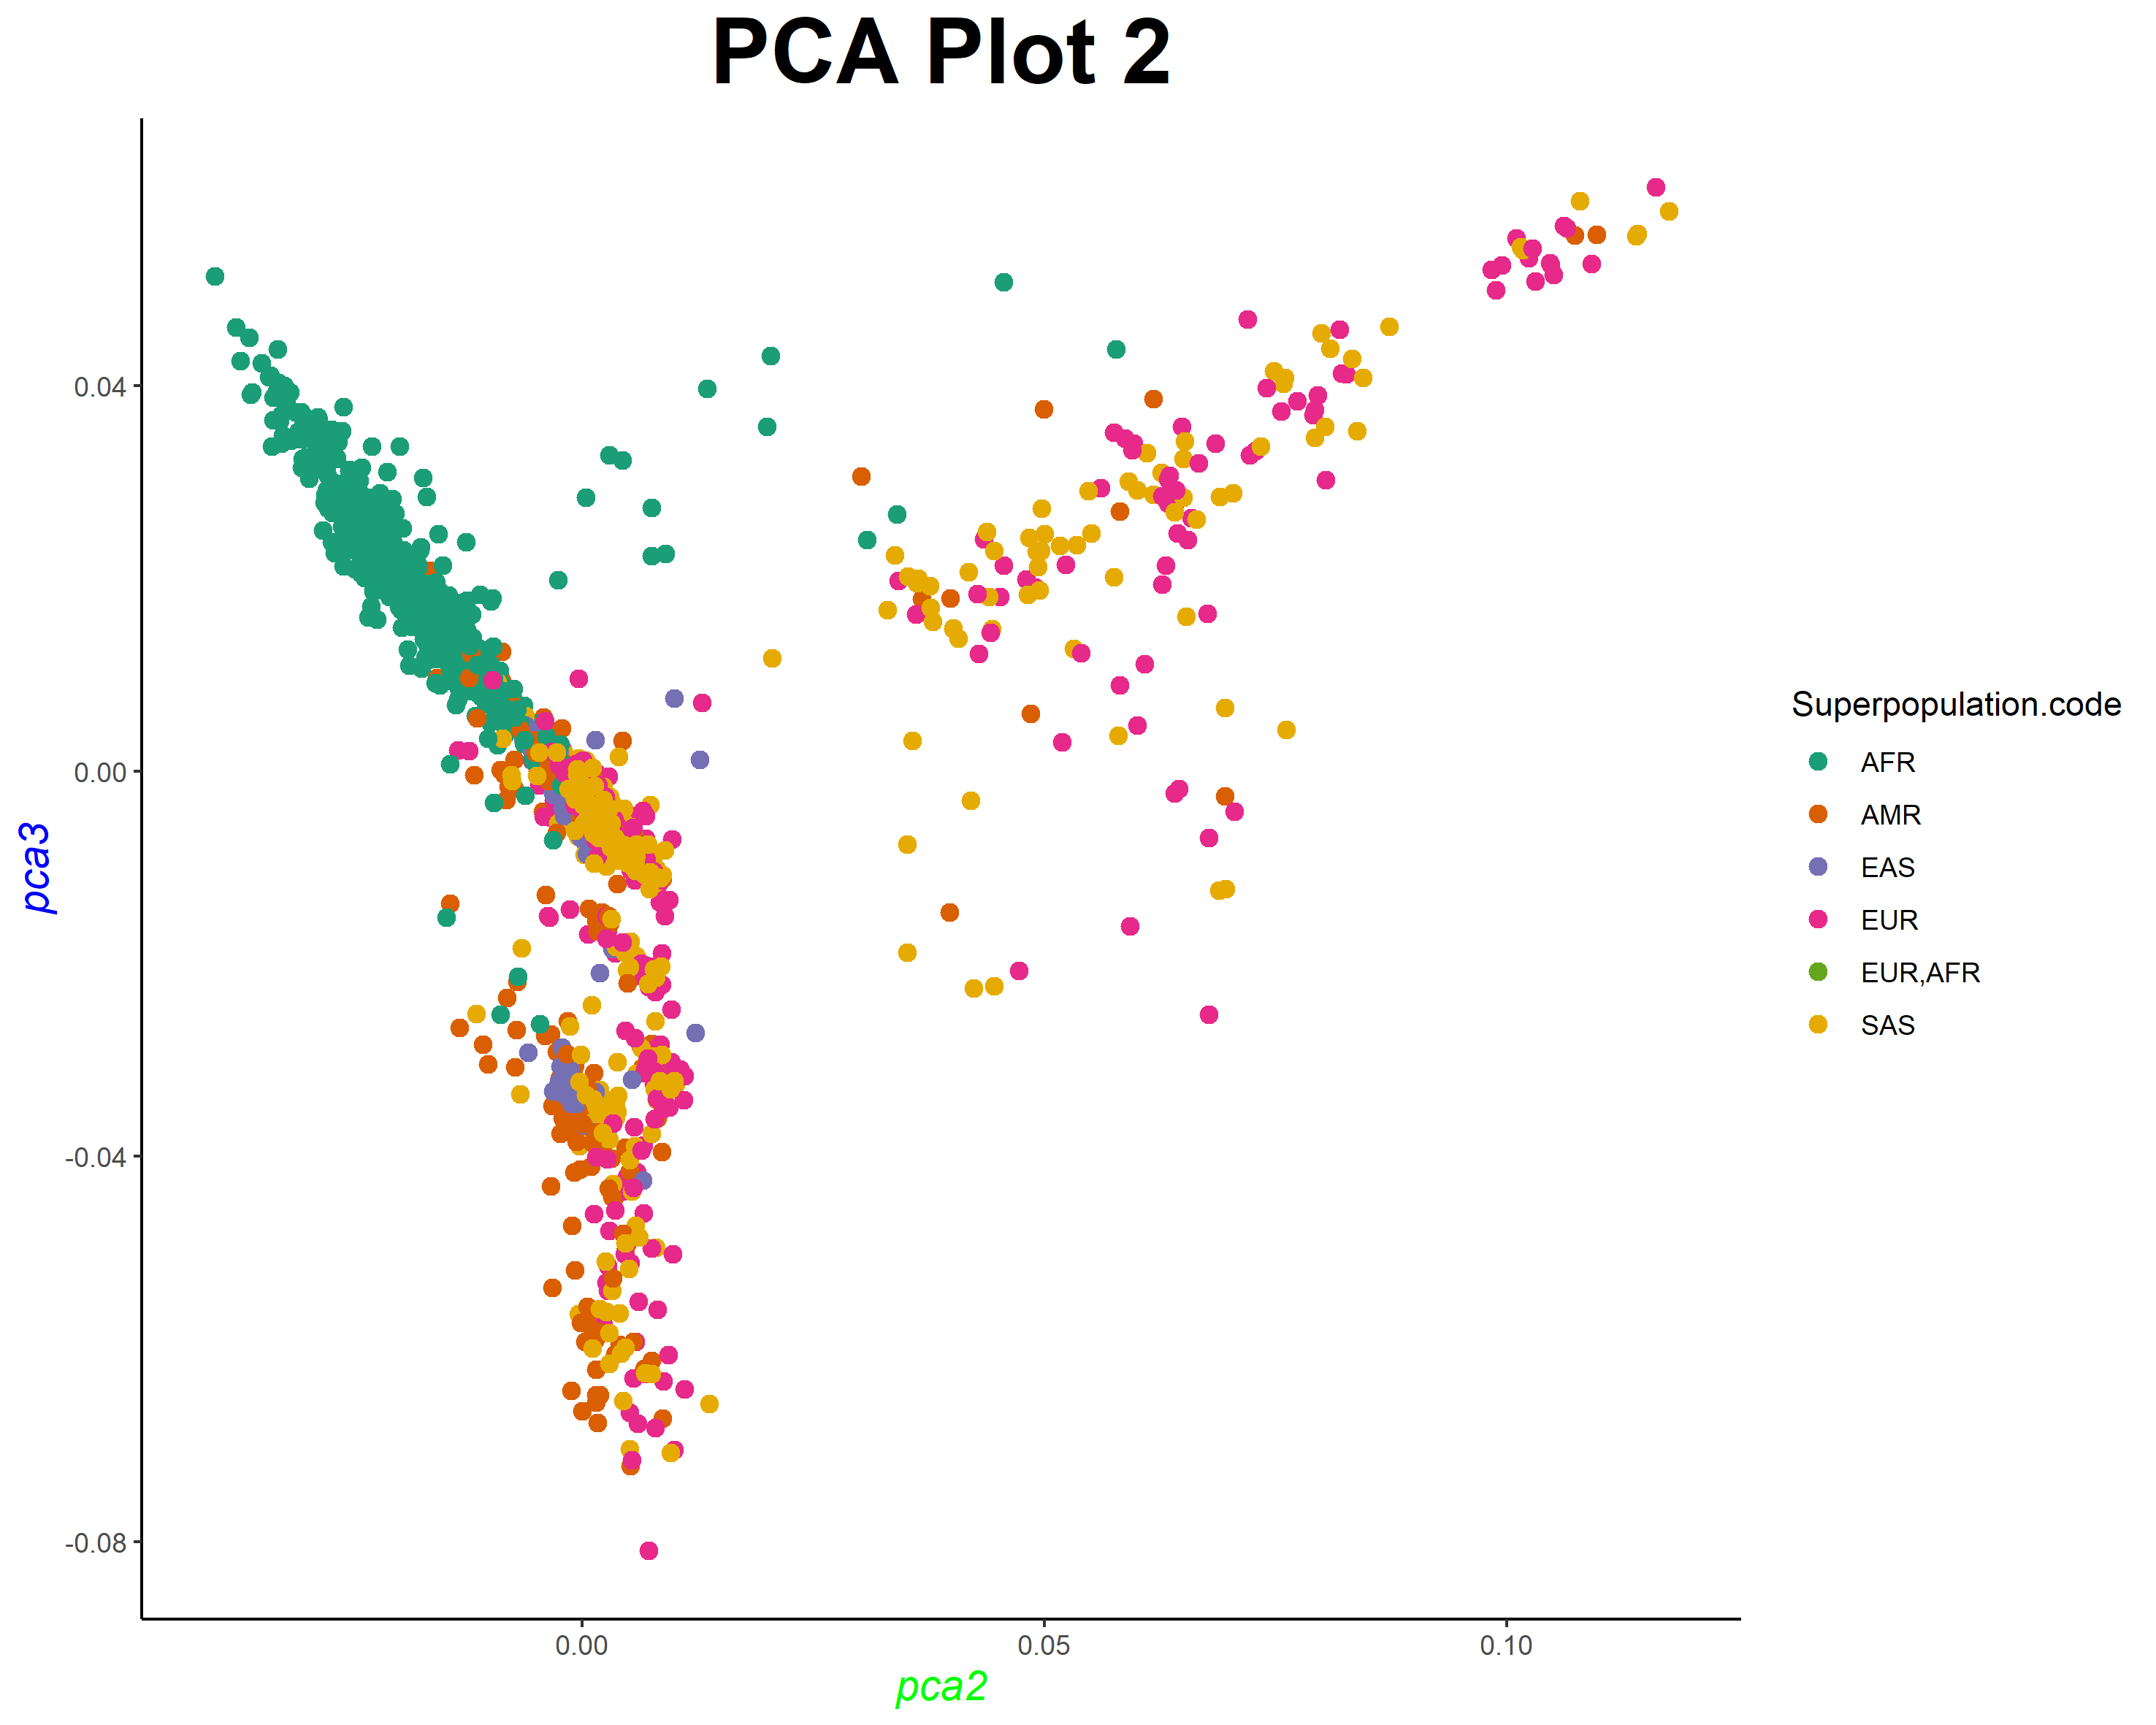 PCA Plot 2
pca3
0.04
0.00
-0.04
-0.08
0.00
0.05
0.10
pca2
Superpopulation.code
AFR
AMR
EAS
EUR
EUR,AFR
SAS